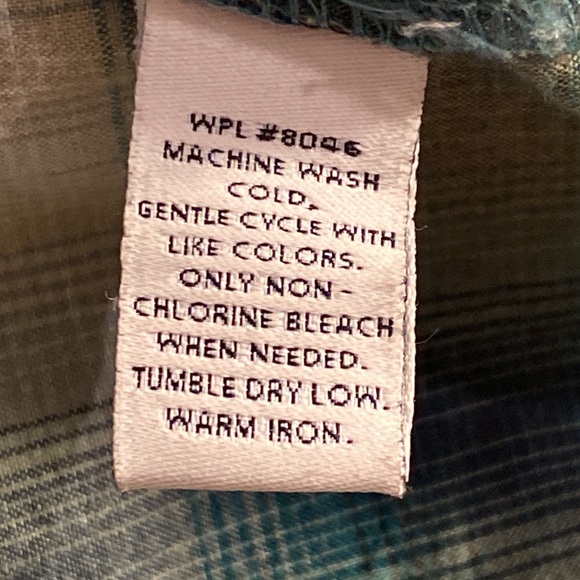 WPL #8046
MACHINE WASH
COLD,
GENTLE CYCLE WITH
LIKE COLORS.
ONLY NON-
CHLORINE BLEACH
WHEN NEEDED.
TUMBLE DRY LOW.
WARM IRON.